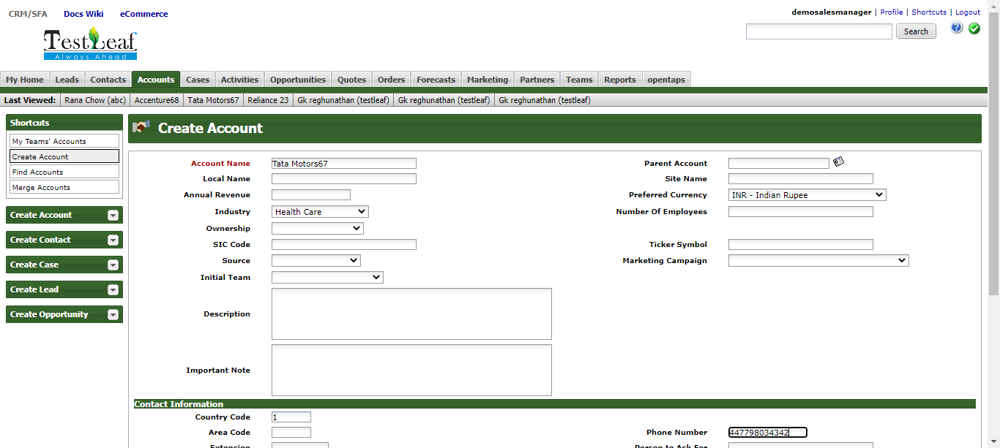 CRM/SFA Docs Wiki eCommerce
demosalesmanager | Profile | Shortcuts | Logout
TestLeaf
Always Ahead
Search
My Home Leads Contacts Accounts Cases Activities Opportunities Quotes Orders Forecasts Marketing Partners Teams Reports opentaps
Last Viewed: Rana Chow (abc) Accenture68 Tata Motors67 Reliance 23 Gk reghunathan (testleaf) Gk reghunathan (testleaf) Gk reghunathan (testleaf)
Shortcuts
My Teams' Accounts
Create Account
Find Accounts
Merge Accounts
Create Account
Create Contact
Create Case
Create Lead
Create Opportunity
Create Account
Account Name Tata Motors67 Parent Account
Local Name Site Name
Annual Revenue Preferred Currency INR - Indian Rupee
Industry Health Care Number Of Employees
Ownership
SIC Code Ticker Symbol
Source Marketing Campaign
Initial Team
Description
Important Note
Contact Information
Country Code 1
Area Code Phone Number 447798034342
Extension Person to Ask For